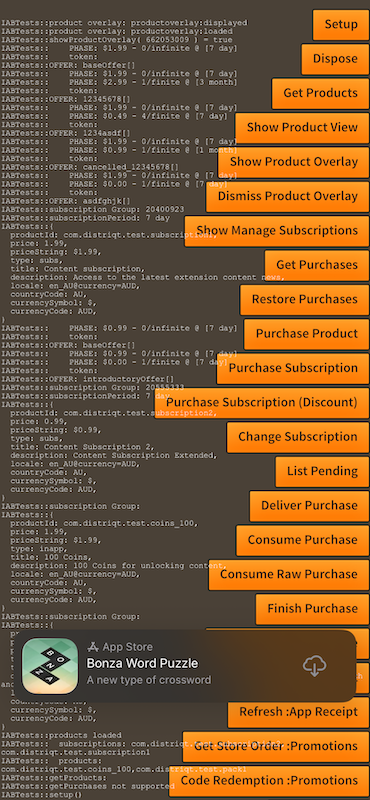 IABTests::product overlay: productoverlay:displayed
IABTests::product overlay: productoverlay:loaded
IABTests::showProductOverlay( 662053009 ) = true
IABTests::    PHASE: $1.99 - 0/infinite @ [7 day]
IABTests::    token:
IABTests::OFFER: baseOffer[]
IABTests::    PHASE: $1.99 - 0/infinite @ [7 day]
IABTests::    PHASE: $2.99 - 1/finite @ [3 month]
IABTests::    token:
IABTests::OFFER: 12345678[]
IABTests::    PHASE: $1.99 - 0/infinite @ [7 day]
IABTests::    PHASE: $0.49 - 4/finite @ [7 day]
IABTests::    token:
IABTests::OFFER: 1234asdf[]
IABTests::    PHASE: $1.99 - 0/infinite @ [7 day]
IABTests::    PHASE: $0.99 - 1/finite @ [1 month]
IABTests::    token:
IABTests::OFFER: cancelled_12345678[]
IABTests::    PHASE: $1.99 - 0/infinite @ [7 day]
IABTests::    PHASE: $0.00 - 1/finite @ [7 day]
IABTests::    token:
IABTests::OFFER: asdfghjk[]
IABTests::subscription Group: 20400923
IABTests::subscriptionPeriod: 7 day
IABTests::{
productId: com.distriqt.test.subscription1,
price: 1.99,
priceString: $1.99,
type: subs,
title: Content subscription,
description: Access to the latest extension content news,
locale: en_AU@currency=AUD,
countryCode: AU,
currencySymbol: $,
currencyCode: AUD,
}
IABTests::    PHASE: $0.99 - 0/infinite @ [7 day]
IABTests::    token:
IABTests::OFFER: baseOffer[]
IABTests::    PHASE: $0.99 - 0/infinite @ [7 day]
IABTests::    PHASE: $0.00 - 1/finite @ [7 day]
IABTests::    token:
IABTests::OFFER: introductoryOffer[]
IABTests::subscription Group: 20555333
IABTests::subscriptionPeriod: 7 day
IABTests::{
productId: com.distriqt.test.subscription2,
price: 0.99,
priceString: $0.99,
type: subs,
title: Content Subscription 2,
description: Content Subscription Extended,
locale: en_AU@currency=AUD,
countryCode: AU,
currencySymbol: $,
currencyCode: AUD,
}
IABTests::subscription Group:
IABTests::{
productId: com.distriqt.test.coins_100,
price: 1.99,
priceString: $1.99,
type: inapp,
title: 100 Coins,
description: 100 Coins for unlocking content,
locale: en_AU@currency=AUD,
countryCode: AU,
currencySymbol: $,
currencyCode: AUD,
}
IABTests::subscription Group:
IABTests::{
currencySymbol: $,
currencyCode: AUD,
}
IABTests::products loaded
IABTests::  subscriptions: com.distriqt.test.subscription2,
com.distriqt.test.subscription1
IABTests::  products:
com.distriqt.test.coins_100,com.distriqt.test.pack1
IABTests::getProducts:
IABTests::getPurchases not supported
IABTests::setup()
Setup
Dispose
Get Products
Show Product View
Show Product Overlay
Dismiss Product Overlay
Show Manage Subscriptions
Get Purchases
Restore Purchases
Purchase Product
Purchase Subscription
Purchase Subscription (Discount)
Change Subscription
List Pending
Deliver Purchase
Consume Purchase
Consume Raw Purchase
Finish Purchase
App Store
Bonza Word Puzzle
A new type of crossword
BONZA
Refresh :App Receipt
Get Store Order :Promotions
Code Redemption :Promotions